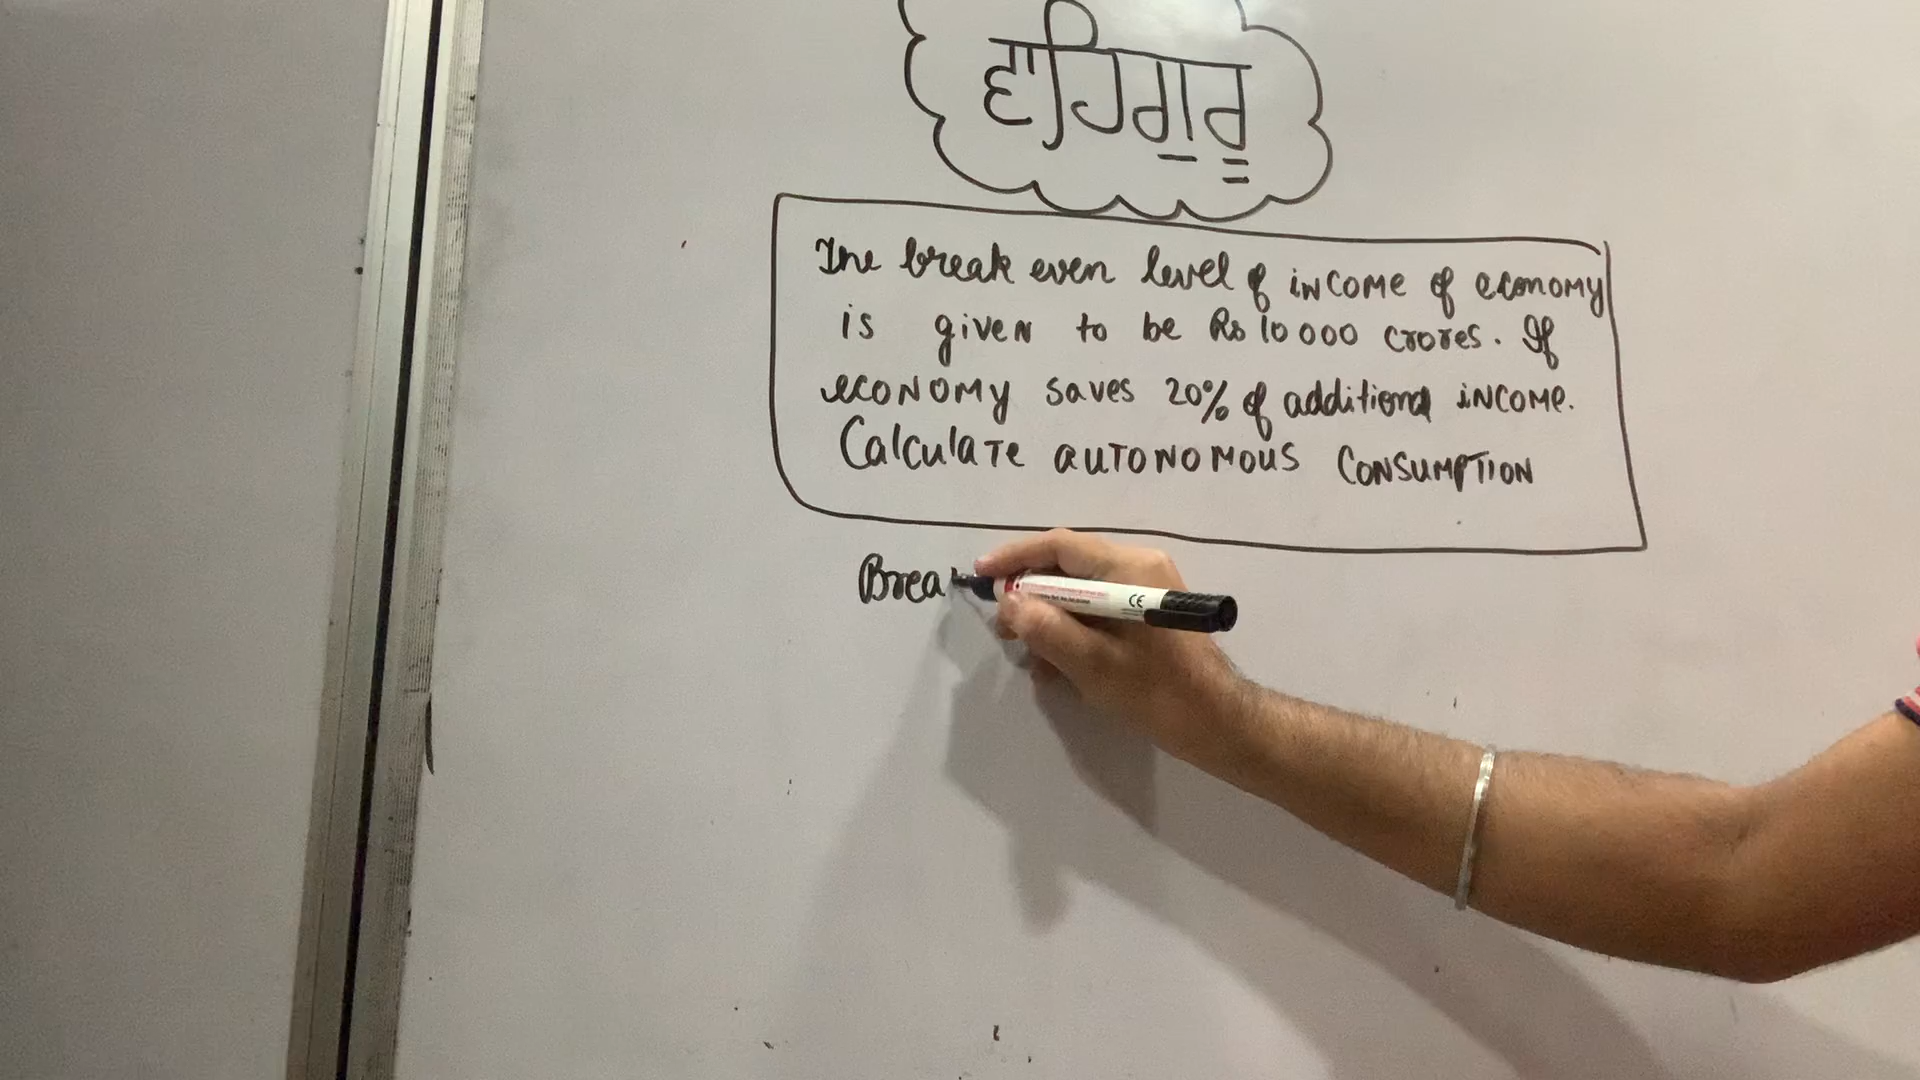 ਵਾਹਿਗੁਰੂ
The break even level of income of economy
is given to be Rs 10000 crores. If
economy saves 20% of additional income.
Calculate autonomous consumption
Brea
CE